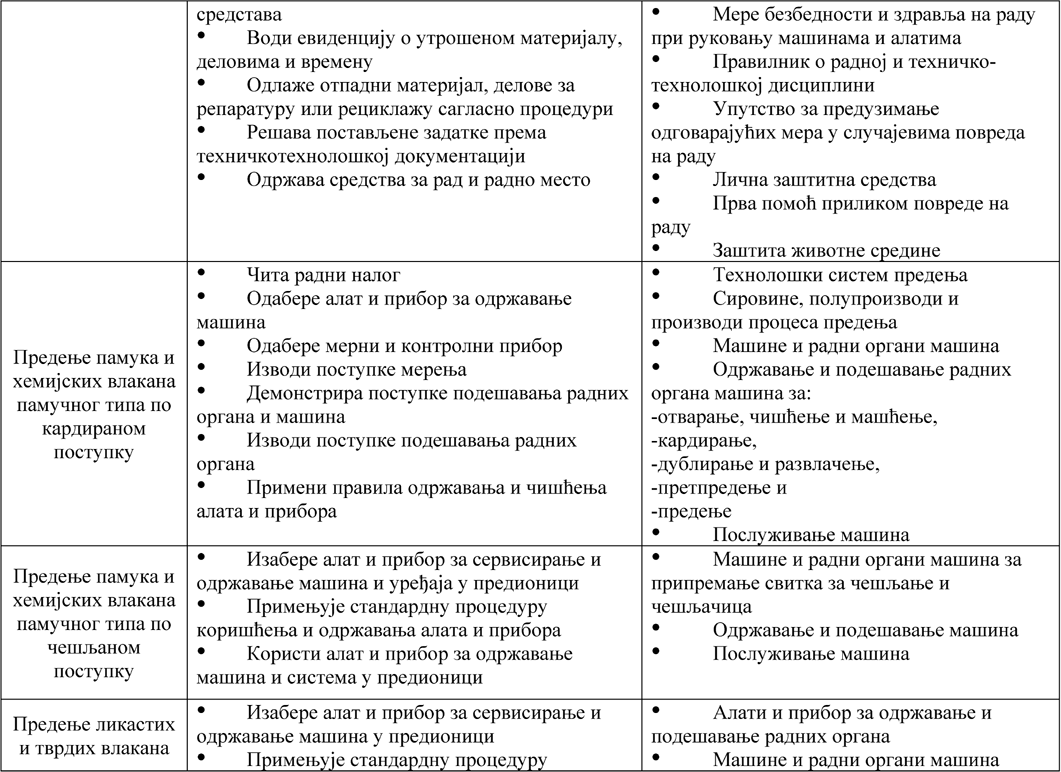 средстава
• Води евиденцију о утрошеном материјалу,
деловима и времену
• Одлаже отпадни материјал, делове за
репаратуру или рециклажу сагласно процедури
• Решава постављене задатке према
техничкотехнолошкој документацији
• Одржава средства за рад и радно место
• Мере безбедности и здравља на раду
при руковању машинама и алатима
• Правилник о радној и техничко-
технолошкој дисциплини
• Упутство за предузимање
одговарајућих мера у случајевима повреда
на раду
• Лична заштитна средства
• Прва помоћ приликом повреде на
раду
• Заштита животне средине
Предење памука и
хемијских влакана
памучног типа по
кардираном
поступку
• Чита радни налог
• Одабере алат и прибор за одржавање
машина
• Одабере мерни и контролни прибор
• Изводи поступке мерења
• Демонстрира поступке подешавања радних
органа и машина
• Изводи поступке подешавања радних
органа
• Примени правила одржавања и чишћења
алата и прибора
• Технолошки систем предења
• Сировине, полупроизводи и
производи процеса предења
• Машине и радни органи машина
• Одржавање и подешавање радних
органа машина за:
-отварање, чишћење и машћење,
-кардирање,
-дублирање и развлачење,
-претпредење и
-предење
• Послуживање машина
Предење памука и
хемијских влакана
памучног типа по
чешљаном
поступку
• Изабере алат и прибор за сервисирање и
одржавање машина и уређаја у предионици
• Примењује стандардну процедуру
коришћења и одржавања алата и прибора
• Користи алат и прибор за одржавање
машина и система у предионици
• Машине и радни органи машина за
припремање свитка за чешљање и
чешљачица
• Одржавање и подешавање машина
• Послуживање машина
Предење ликастих
и тврдих влакана
• Изабере алат и прибор за сервисирање и
одржавање машина у предионици
• Примењује стандардну процедуру
• Алати и прибор за одржавање и
подешавање радних органа
• Машине и радни органи машина